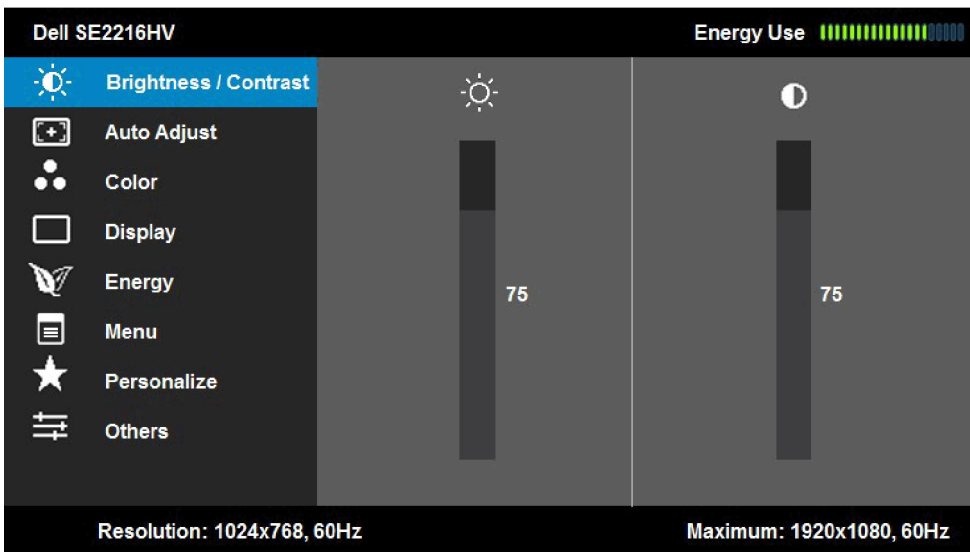 Dell SE2216HV
Energy Use
Brightness / Contrast
Auto Adjust
Color
Display
Energy
Menu
Personalize
Others
75
75
Resolution: 1024x768, 60Hz
Maximum: 1920x1080, 60Hz